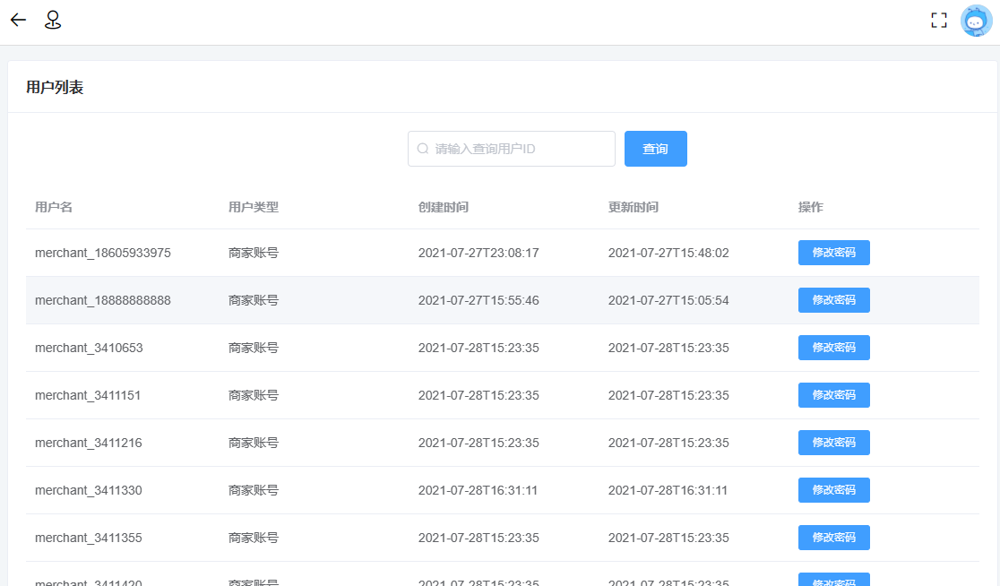 用户列表
请输入查询用户ID 查询
用户名 用户类型 创建时间 更新时间 操作
merchant_18605933975 商家账号 2021-07-27T23:08:17 2021-07-27T15:48:02 修改密码
merchant_18888888888 商家账号 2021-07-27T15:55:46 2021-07-27T15:05:54 修改密码
merchant_3410653 商家账号 2021-07-28T15:23:35 2021-07-28T15:23:35 修改密码
merchant_3411151 商家账号 2021-07-28T15:23:35 2021-07-28T15:23:35 修改密码
merchant_3411216 商家账号 2021-07-28T15:23:35 2021-07-28T15:23:35 修改密码
merchant_3411330 商家账号 2021-07-28T16:31:11 2021-07-28T16:31:11 修改密码
merchant_3411355 商家账号 2021-07-28T15:23:35 2021-07-28T15:23:35 修改密码
merchant_3411420 商家账号 2021-07-28T15:23:35 2021-07-28T15:23:35 修改密码